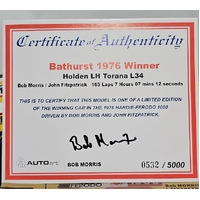 Certificate of Authenticity
Bathurst 1976 Winner
Holden LH Torana L34
Bob Morris / John Fitzpatrick 163 Laps 7 Hours 07 mins 12 seconds
THIS IS TO CERTIFY THAT THIS MODEL IS ONE OF A LIMITED EDITION
OF THE WINNING CAR IN THE 1976 HARDIE-FERODO 1000
DRIVEN BY BOB MORRIS AND JOHN FITZPATRICK.
Bob Morris
AUTOart
BOB MORRIS
0532 / 5000